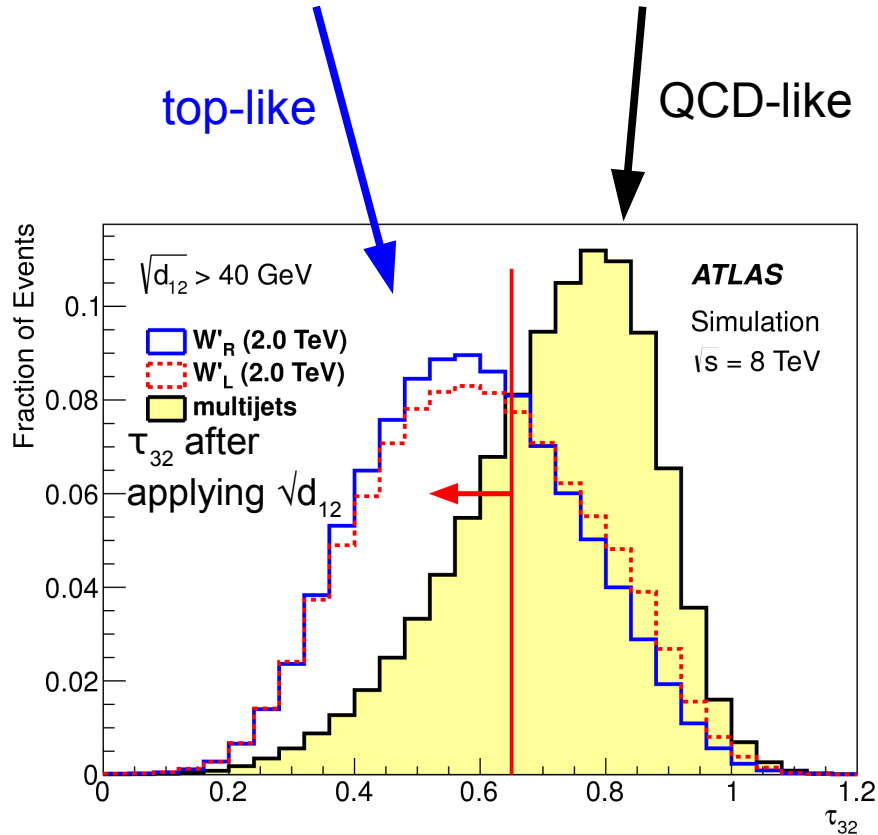 top-like
QCD-like
√d₁₂ > 40 GeV
ATLAS
Simulation
√s = 8 TeV
W'_R (2.0 TeV)
W'_L (2.0 TeV)
multijets
τ₃₂ after
applying √d₁₂
Fraction of Events
0.1
0.08
0.06
0.04
0.02
0
0 0.2 0.4 0.6 0.8 1 1.2
τ₃₂